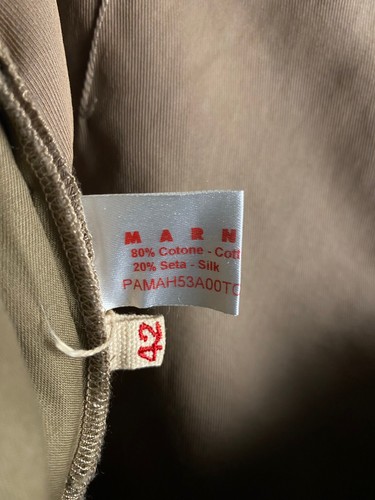 MARN
80% Cotone - Cott
20% Seta - Silk
PAMAH53A00TC
42